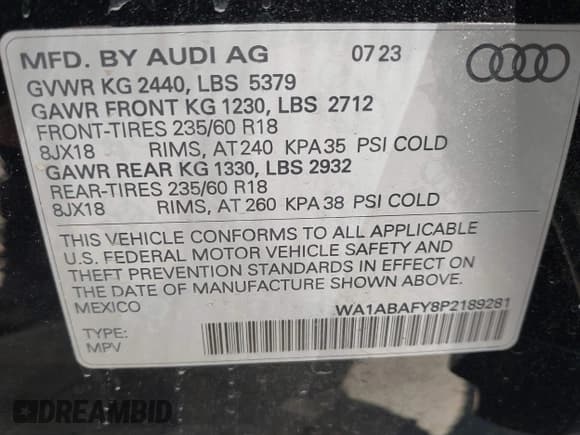 MFD. BY AUDI AG 07 23
GVWR KG 2440, LBS 5379
GAWR FRONT KG 1230, LBS 2712
FRONT-TIRES 235/60 R18
8JX18 RIMS, AT 240 KPA 35 PSI COLD
GAWR REAR KG 1330, LBS 2932
REAR-TIRES 235/60 R18
8JX18 RIMS, AT 260 KPA 38 PSI COLD
THIS VEHICLE CONFORMS TO ALL APPLICABLE
U.S. FEDERAL MOTOR VEHICLE SAFETY AND
THEFT PREVENTION STANDARDS IN EFFECT ON
THE DATE OF MANUFACTURE SHOWN ABOVE.
MEXICO WA1ABAFY8P2189281
TYPE:
MPV
DREAMBID